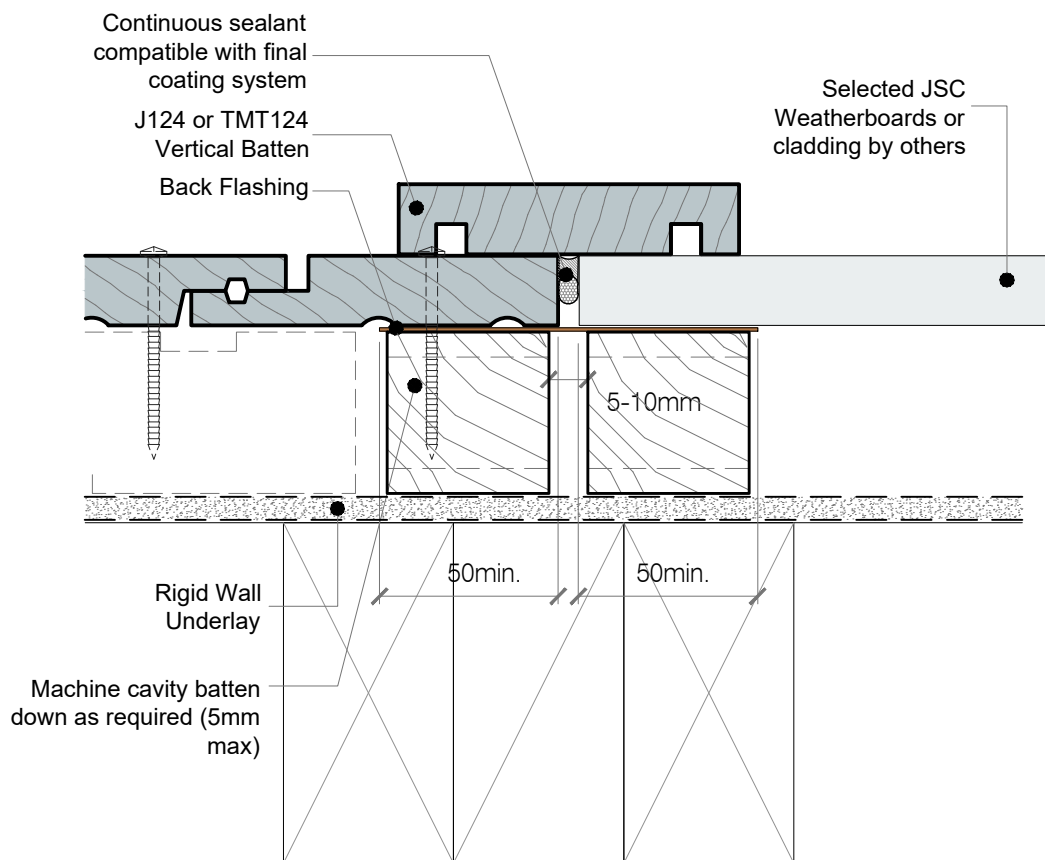 Continuous sealant
compatible with final
coating system
J124 or TMT124
Vertical Batten
Back Flashing
Selected JSC
Weatherboards or
cladding by others
5-10mm
50min.
50min.
Rigid Wall
Underlay
Machine cavity batten
down as required (5mm
max)